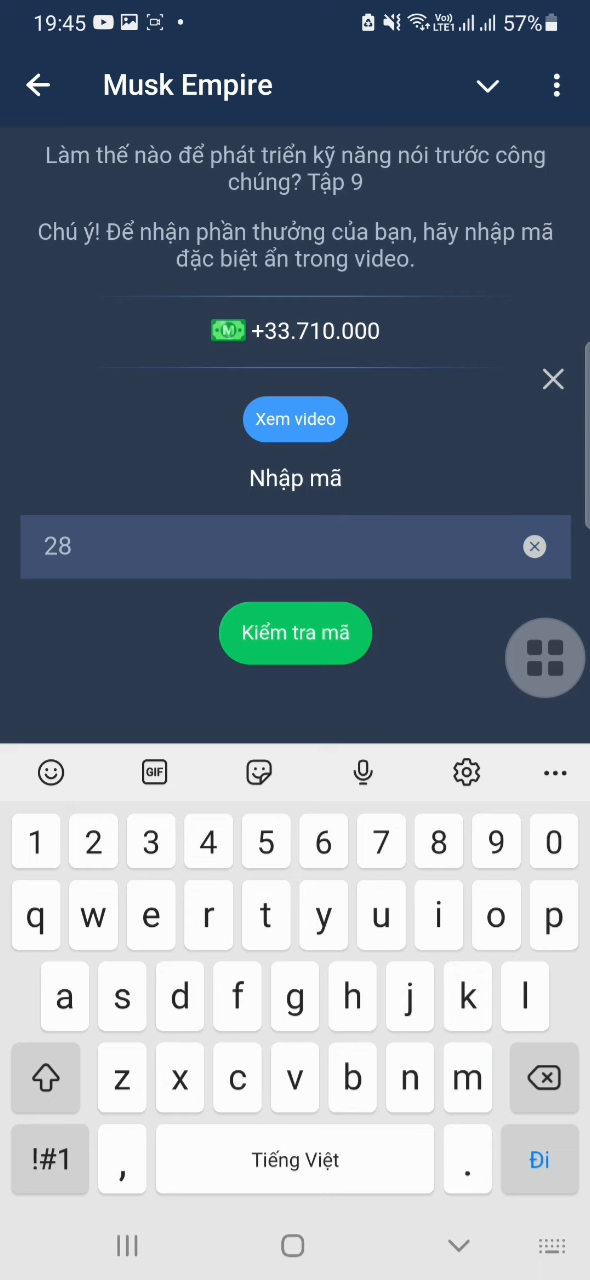 19:45 57%
Musk Empire
Làm thế nào để phát triển kỹ năng nói trước công
chúng? Tập 9
Chú ý! Để nhận phần thưởng của bạn, hãy nhập mã
đặc biệt ẩn trong video.
+33.710.000
Xem video
Nhập mã
28
Kiểm tra mã
GIF
1 2 3 4 5 6 7 8 9 0
q w e r t y u i o p
a s d f g h j k l
z x c v b n m
!#1 , Tiếng Việt . Đi